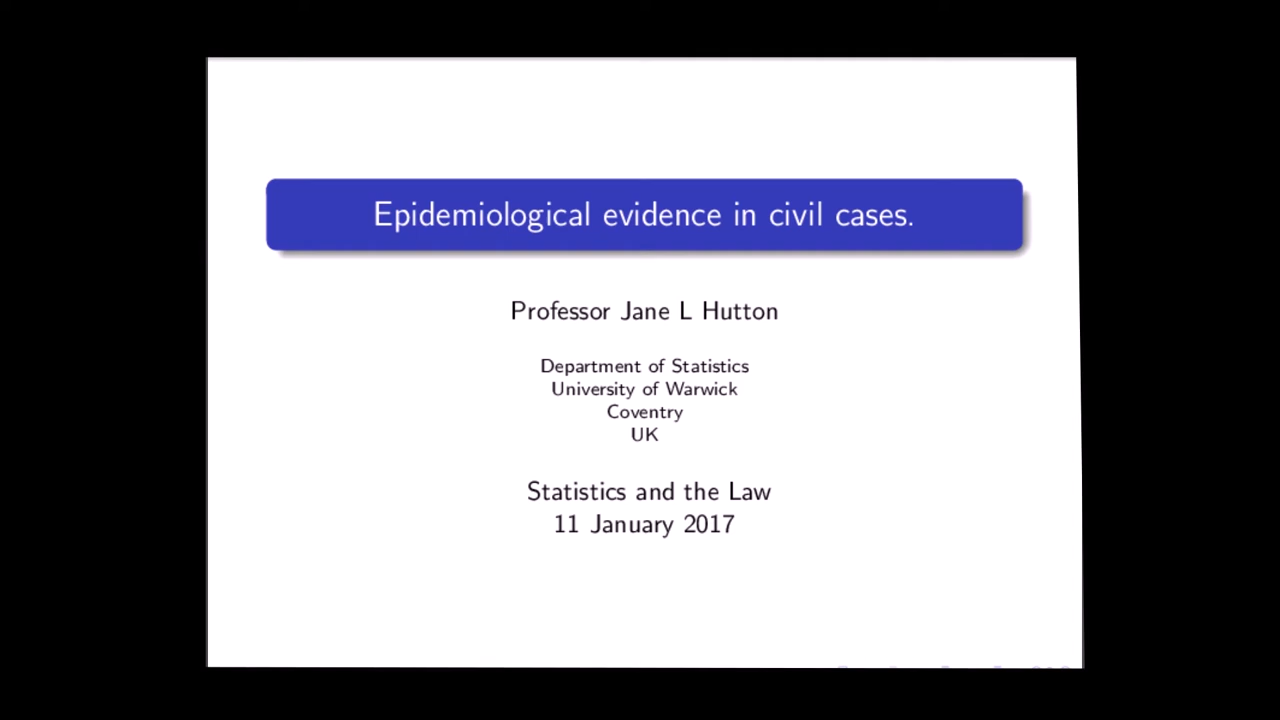 Epidemiological evidence in civil cases.
Professor Jane L Hutton
Department of Statistics
University of Warwick
Coventry
UK
Statistics and the Law
11 January 2017